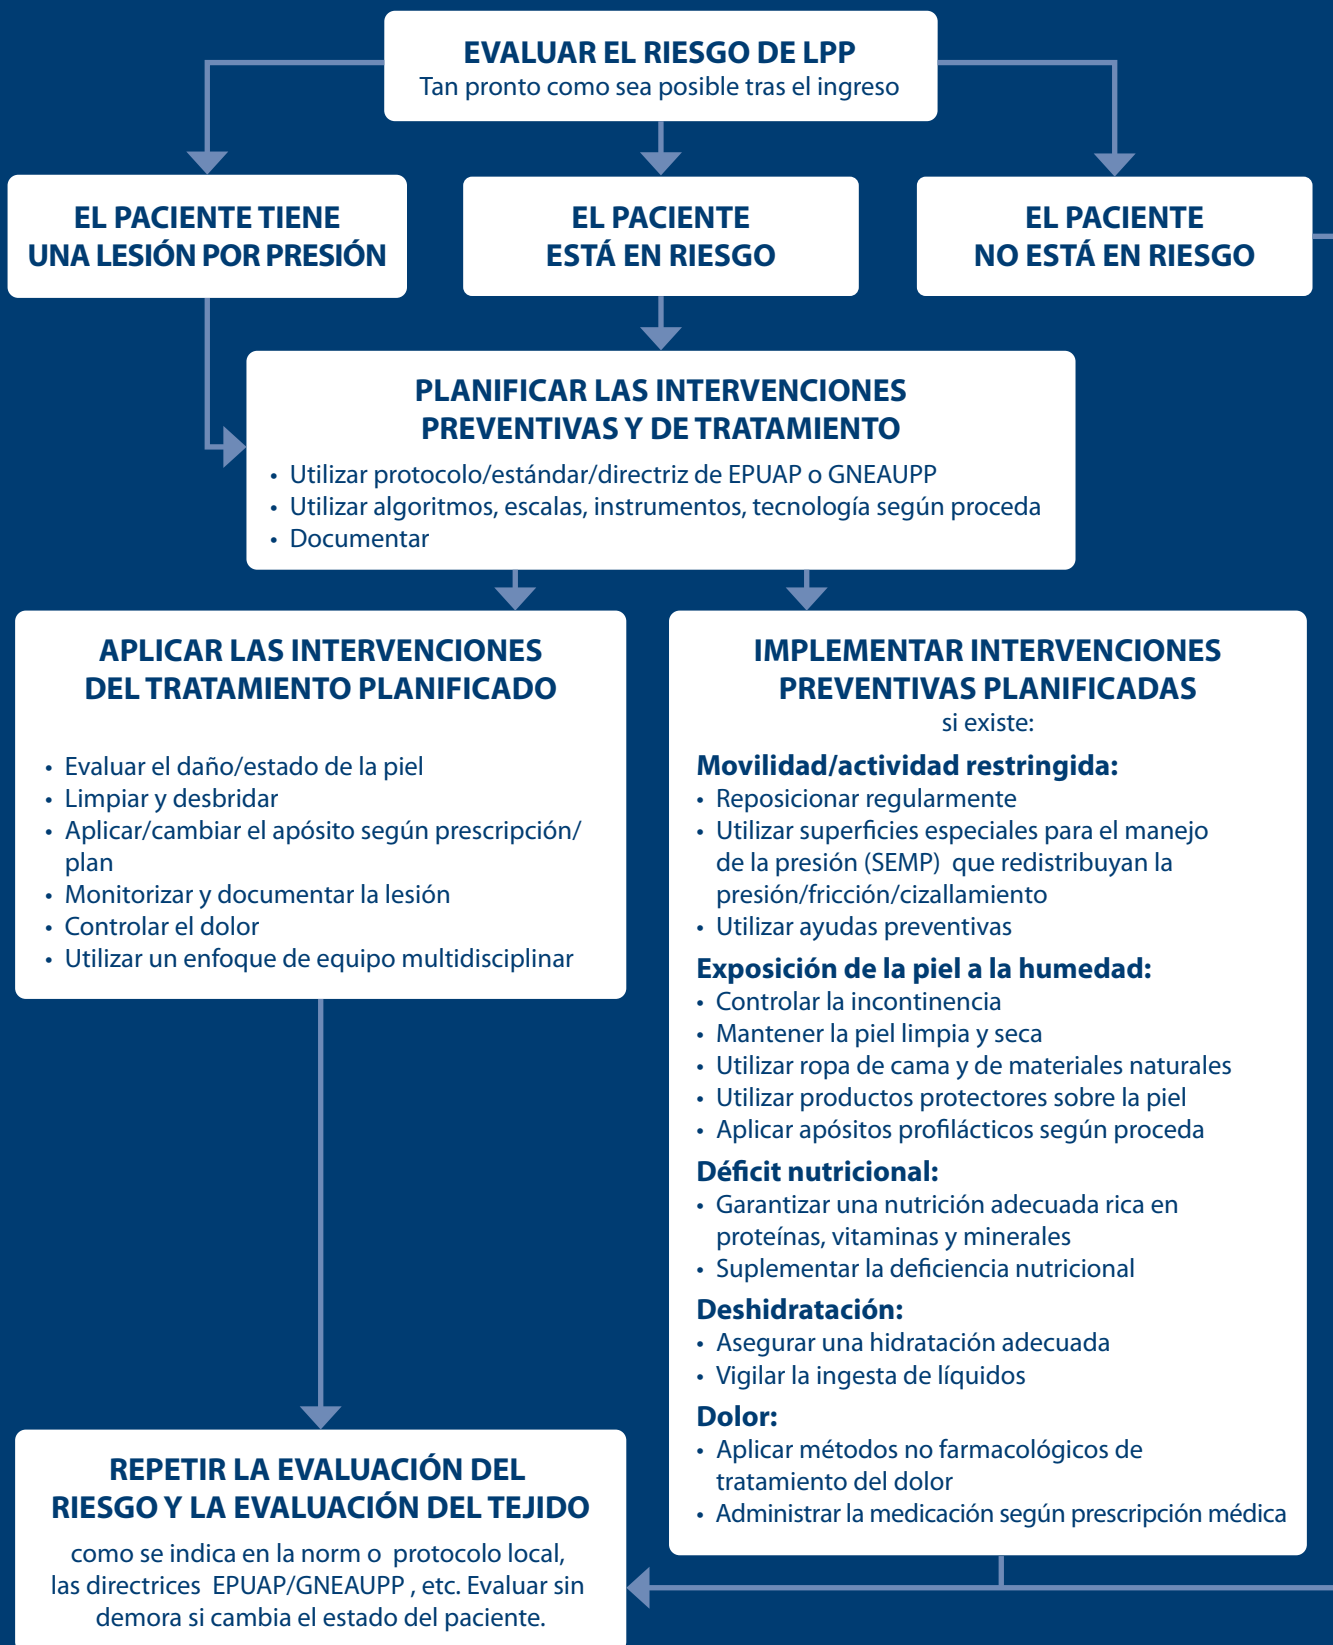 EVALUAR EL RIESGO DE LPP
Tan pronto como sea posible tras el ingreso
EL PACIENTE TIENE
UNA LESIÓN POR PRESIÓN
EL PACIENTE
ESTÁ EN RIESGO
EL PACIENTE
NO ESTÁ EN RIESGO
PLANIFICAR LAS INTERVENCIONES
PREVENTIVAS Y DE TRATAMIENTO
• Utilizar protocolo/estándar/directriz de EPUAP o GNEAUPP
• Utilizar algoritmos, escalas, instrumentos, tecnología según proceda
• Documentar
APLICAR LAS INTERVENCIONES
DEL TRATAMIENTO PLANIFICADO
• Evaluar el daño/estado de la piel
• Limpiar y desbridar
• Aplicar/cambiar el apósito según prescripción/
plan
• Monitorizar y documentar la lesión
• Controlar el dolor
• Utilizar un enfoque de equipo multidisciplinar
IMPLEMENTAR INTERVENCIONES
PREVENTIVAS PLANIFICADAS
si existe:
Movilidad/actividad restringida:
• Reposicionar regularmente
• Utilizar superficies especiales para el manejo
de la presión (SEMP) que redistribuyan la
presión/fricción/cizallamiento
• Utilizar ayudas preventivas
Exposición de la piel a la humedad:
• Controlar la incontinencia
• Mantener la piel limpia y seca
• Utilizar ropa de cama y de materiales naturales
• Utilizar productos protectores sobre la piel
• Aplicar apósitos profilácticos según proceda
Déficit nutricional:
• Garantizar una nutrición adecuada rica en
proteínas, vitaminas y minerales
• Suplementar la deficiencia nutricional
Deshidratación:
• Asegurar una hidratación adecuada
• Vigilar la ingesta de líquidos
Dolor:
• Aplicar métodos no farmacológicos de
tratamiento del dolor
• Administrar la medicación según prescripción médica
REPETIR LA EVALUACIÓN DEL
RIESGO Y LA EVALUACIÓN DEL TEJIDO
como se indica en la norm o protocolo local,
las directrices EPUAP/GNEAUPP , etc. Evaluar sin
demora si cambia el estado del paciente.